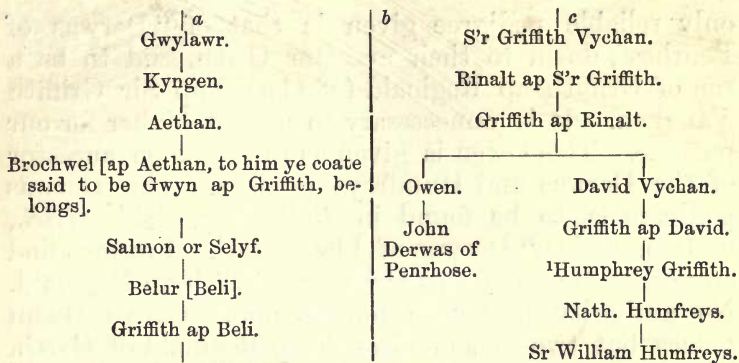 a
Gwylawr.
Kyngen.
Aethan.
Brochwel [ap Aethan, to him ye coate
said to be Gwyn ap Griffith, be-
longs].
Salmon or Selyf.
Belur [Beli].
Griffith ap Beli.
b
c
S'r Griffith Vychan.
Rinalt ap S'r Griffith.
Griffith ap Rinalt.
Owen.
John
Derwas of
Penrhose.
David Vychan.
Griffith ap David.
¹Humphrey Griffith.
Nath. Humfreys.
Sr William Humfreys.